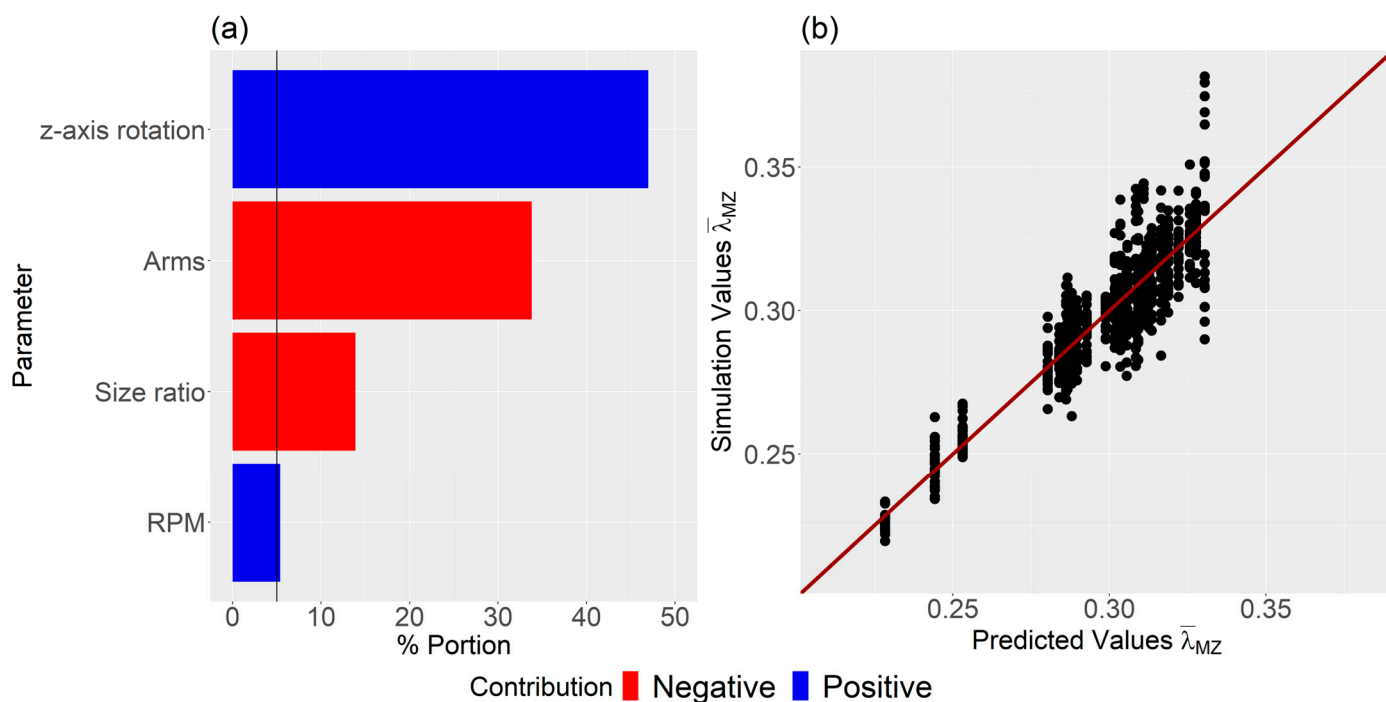 (a)
Parameter
z-axis rotation
Arms
Size ratio
RPM
0 10 20 30 40 50
% Portion
(b)
Simulation Values λ̅MZ
0.35
0.30
0.25
0.25 0.30 0.35
Predicted Values λ̅MZ
Contribution Negative Positive